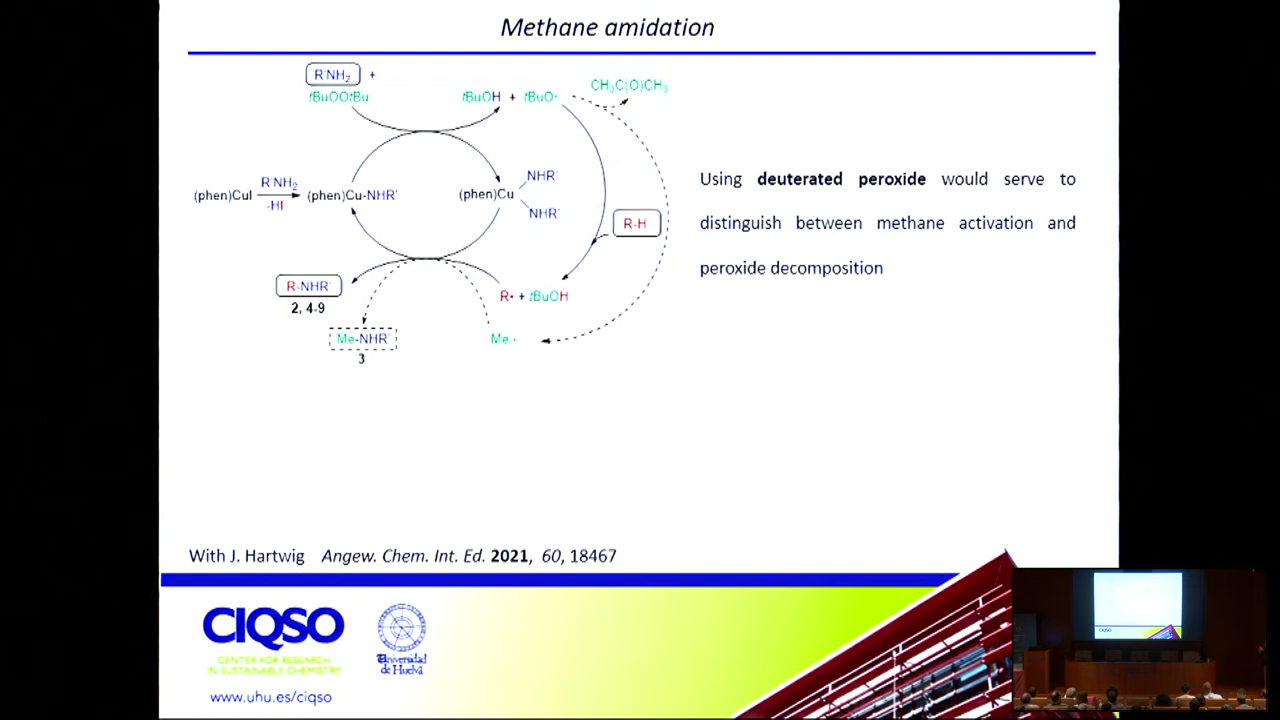 Methane amidation
R'NH2 +
tBuOOtBu
tBuOH + tBuO·
CH3C(O)CH3
(phen)CuI
R'NH2
-HI
(phen)Cu-NHR'
(phen)Cu
NHR'
NHR'
R-H
R-NHR'
2, 4-9
R· + tBuOH
Me-NHR'
3
Me ·
Using deuterated peroxide would serve to
distinguish between methane activation and
peroxide decomposition
With J. Hartwig Angew. Chem. Int. Ed. 2021, 60, 18467
CIQSO
CENTER FOR RESEARCH
IN SUSTAINABLE CHEMISTRY
www.uhu.es/ciqso
Universidad
de Huelva
CIQSO